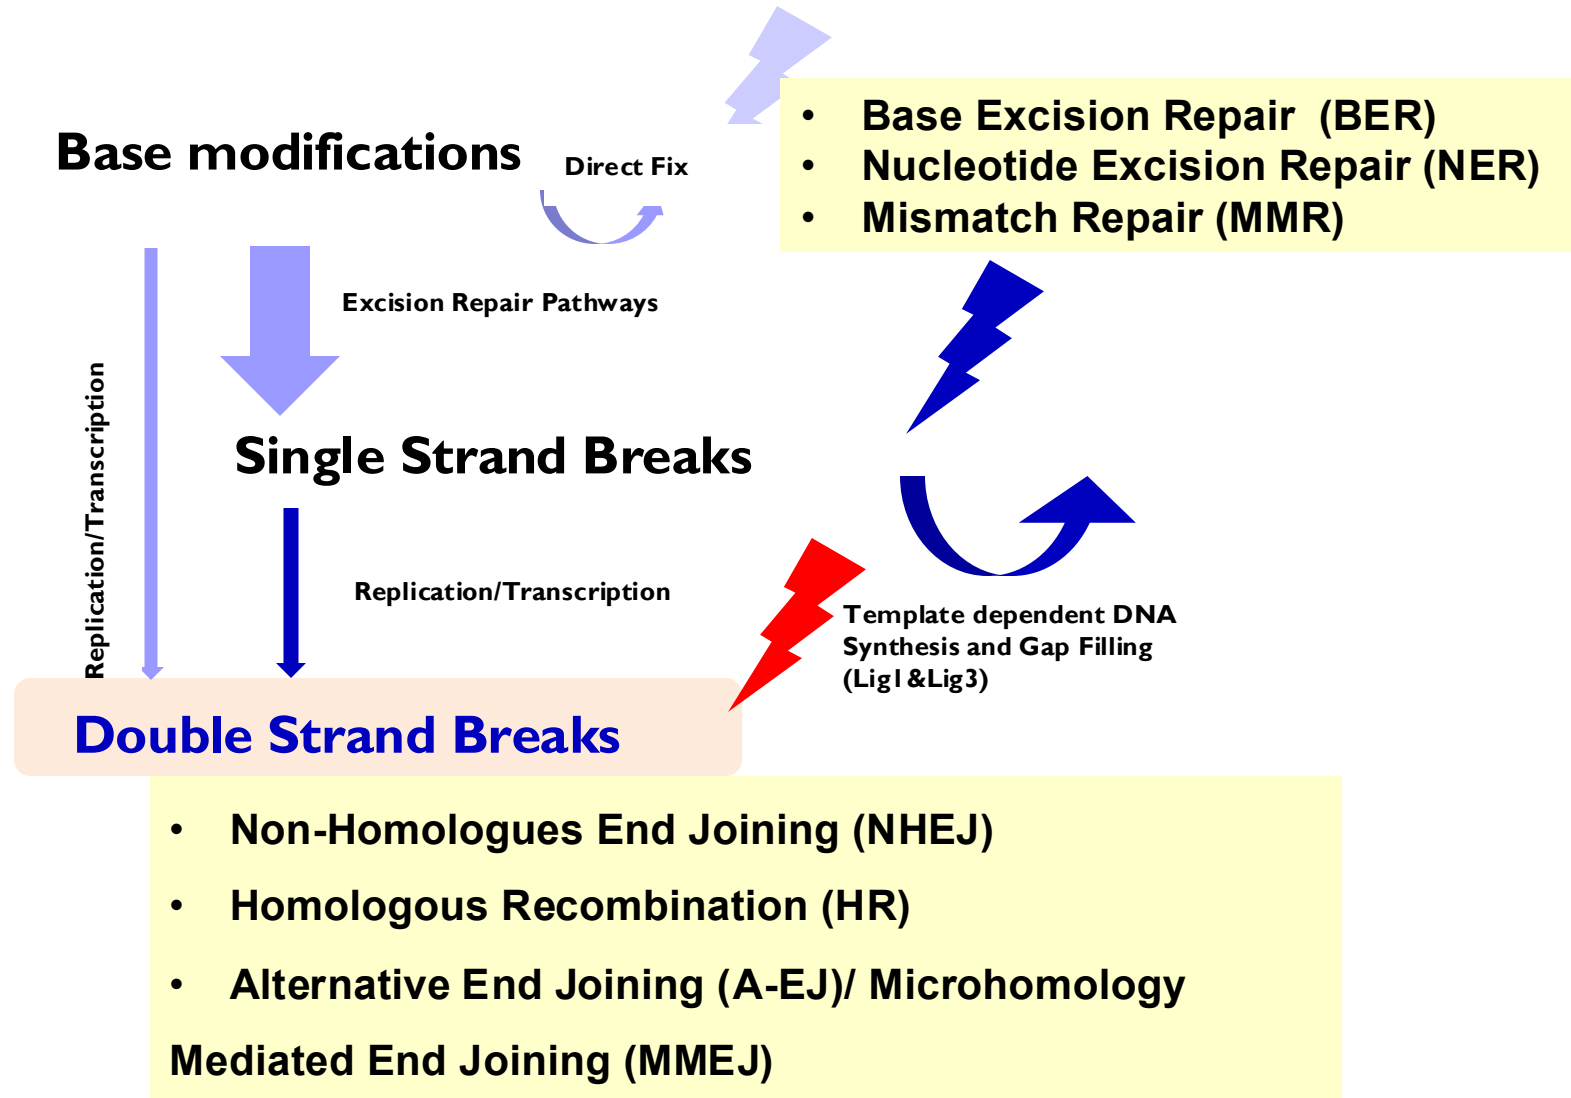 • Base Excision Repair (BER)
• Nucleotide Excision Repair (NER)
• Mismatch Repair (MMR)
Base modifications
Direct Fix
Excision Repair Pathways
Replication/Transcription
Single Strand Breaks
Replication/Transcription
Template dependent DNA
Synthesis and Gap Filling
(Lig1&Lig3)
Double Strand Breaks
• Non-Homologues End Joining (NHEJ)
• Homologous Recombination (HR)
• Alternative End Joining (A-EJ)/ Microhomology
Mediated End Joining (MMEJ)